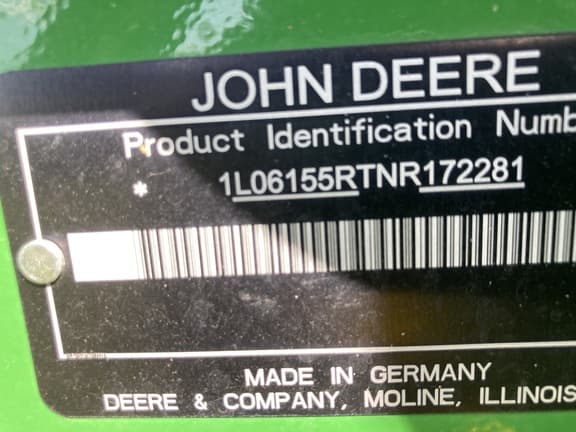 JOHN DEERE
Product Identification Numb
* 1L06155RTNR172281
MADE IN GERMANY
DEERE & COMPANY, MOLINE, ILLINOIS